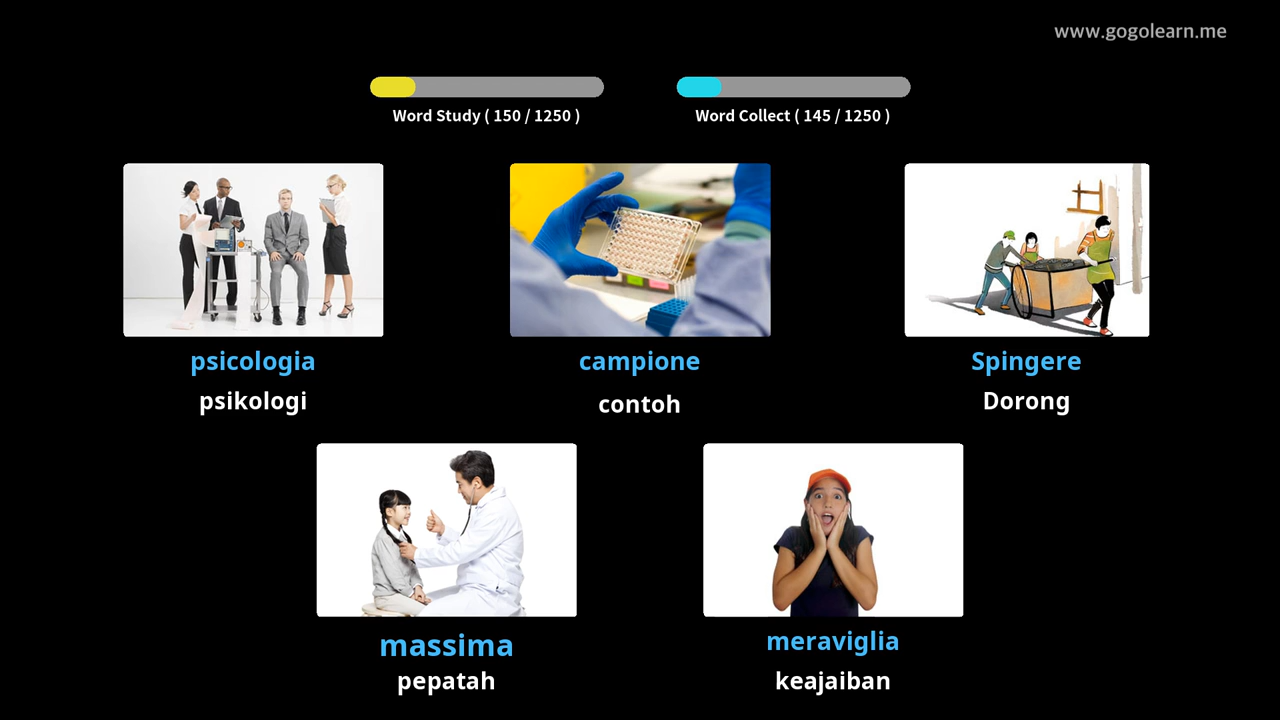 www.gogolearn.me
Word Study ( 150 / 1250 )
Word Collect ( 145 / 1250 )
psicologia
psikologi
campione
contoh
Spingere
Dorong
massima
pepatah
meraviglia
keajaiban